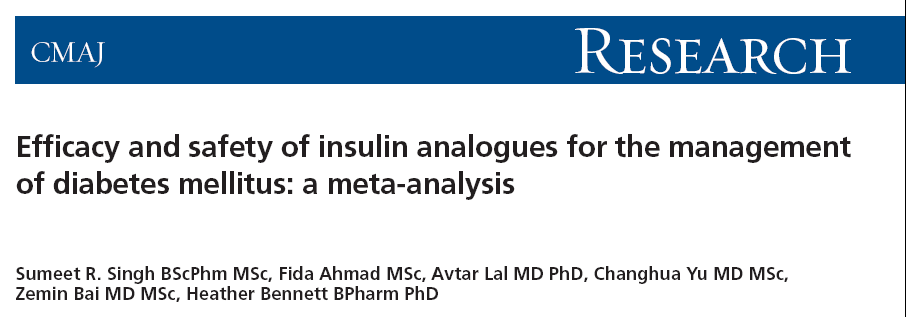 CMAJ
RESEARCH
Efficacy and safety of insulin analogues for the management
of diabetes mellitus: a meta-analysis
Sumeet R. Singh BScPhm MSc, Fida Ahmad MSc, Avtar Lal MD PhD, Changhua Yu MD MSc,
Zemin Bai MD MSc, Heather Bennett BPharm PhD